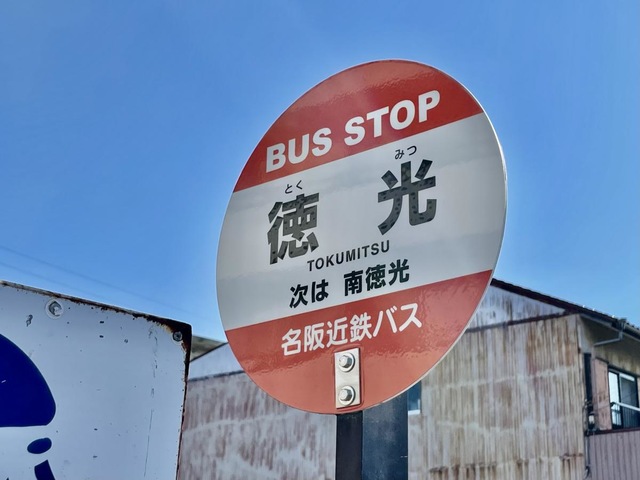 BUS STOP
とく みつ
徳 光
TOKUMITSU
次は 南徳光
名阪近鉄バス